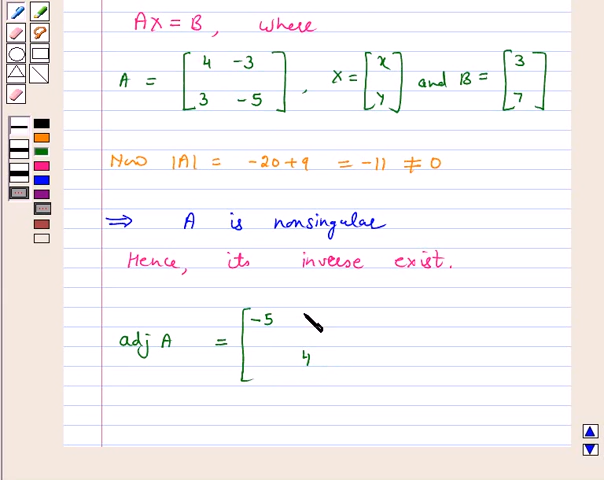 AX = B, where
A = [4 -3
3 -5], X = [x
y] and B = [3
7]
Now |A| = -20+9 = -11 ≠ 0
⇒ A is nonsingular
Hence, its inverse exist.
adj A = [-5
4